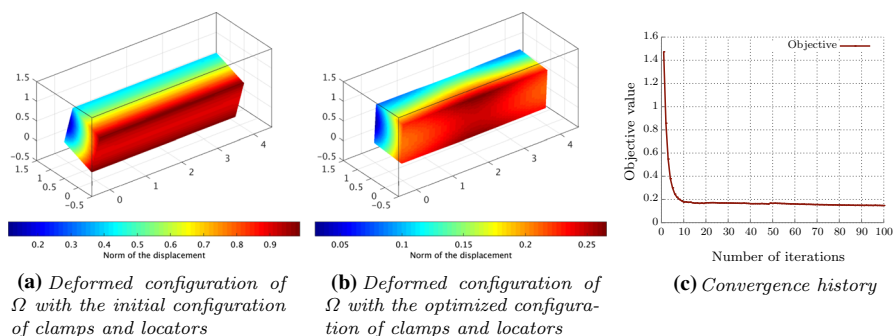 1.5
1
0.5
0
−0.5
1.5
1
0.5
0
−0.5
0
1
2
3
4
0.2 0.4 0.6 0.7 0.8 0.9
Norm of the displacement
(a) Deformed configuration of
Ω with the initial configuration
of clamps and locators
1.5
1
0.5
0
−0.5
1.5
1
0.5
0
−0.5
0
1
2
3
4
0.05 0.1 0.15 0.2 0.25
Norm of the displacement
(b) Deformed configuration of
Ω with the optimized configura-
tion of clamps and locators
Objective
1.6
1.4
1.2
1
0.8
0.6
0.4
0.2
0
Objective value
0 10 20 30 40 50 60 70 80 90 100
Number of iterations
(c) Convergence history